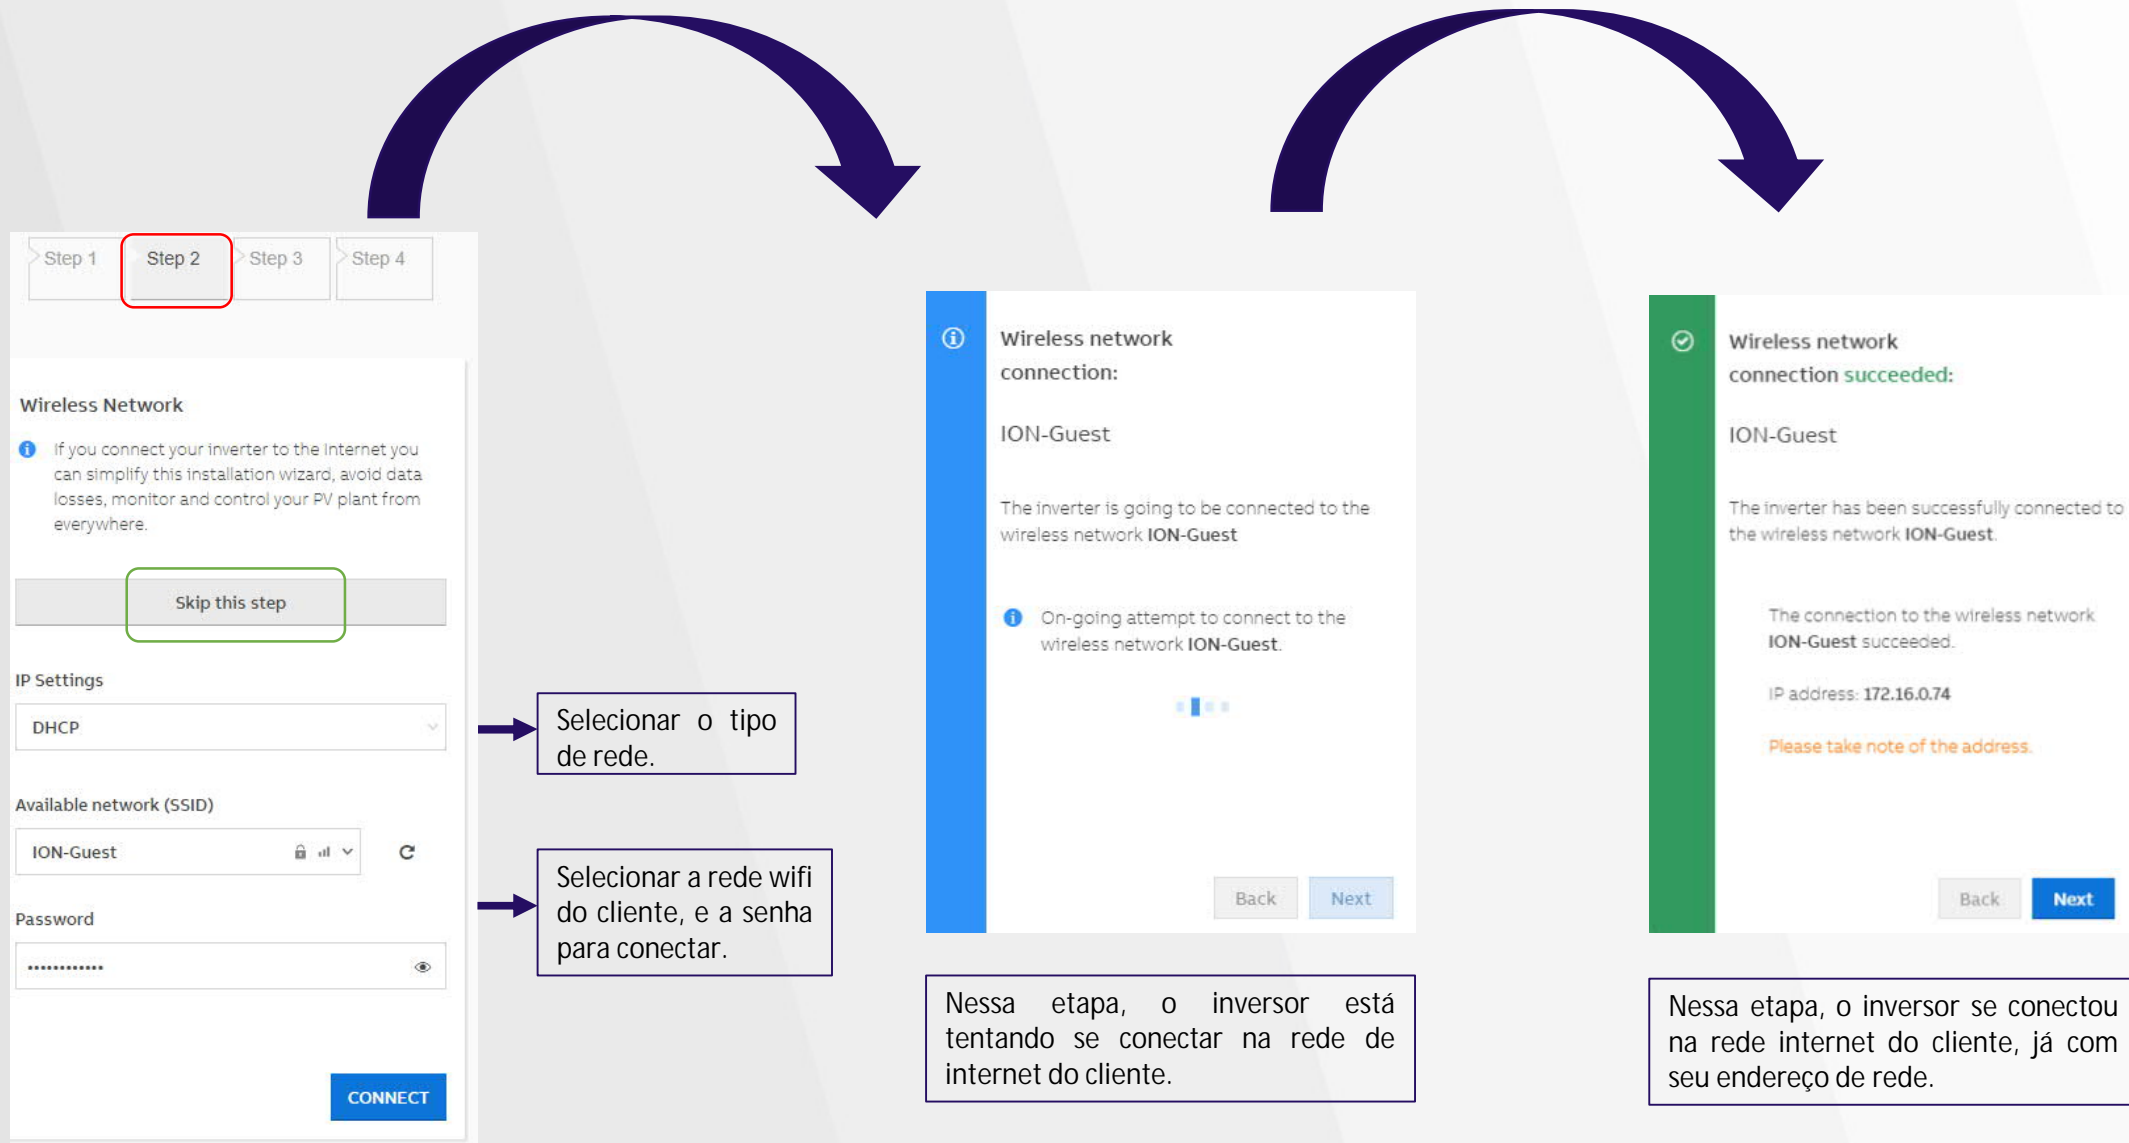 Step 1
Step 2
Step 3
Step 4
Wireless Network
If you connect your inverter to the Internet you
can simplify this installation wizard, avoid data
losses, monitor and control your PV plant from
everywhere.
Skip this step
IP Settings
DHCP
Available network (SSID)
ION-Guest
Password
••••••••••••
CONNECT
Selecionar o tipo
de rede.
Selecionar a rede wifi
do cliente, e a senha
para conectar.
Wireless network
connection:
ION-Guest
The inverter is going to be connected to the
wireless network ION-Guest
On-going attempt to connect to the
wireless network ION-Guest.
Back
Next
Nessa etapa, o inversor está
tentando se conectar na rede de
internet do cliente.
Wireless network
connection succeeded:
ION-Guest
The inverter has been successfully connected to
the wireless network ION-Guest.
The connection to the wireless network
ION-Guest succeeded.
IP address: 172.16.0.74
Please take note of the address.
Back
Next
Nessa etapa, o inversor se conectou
na rede internet do cliente, já com
seu endereço de rede.